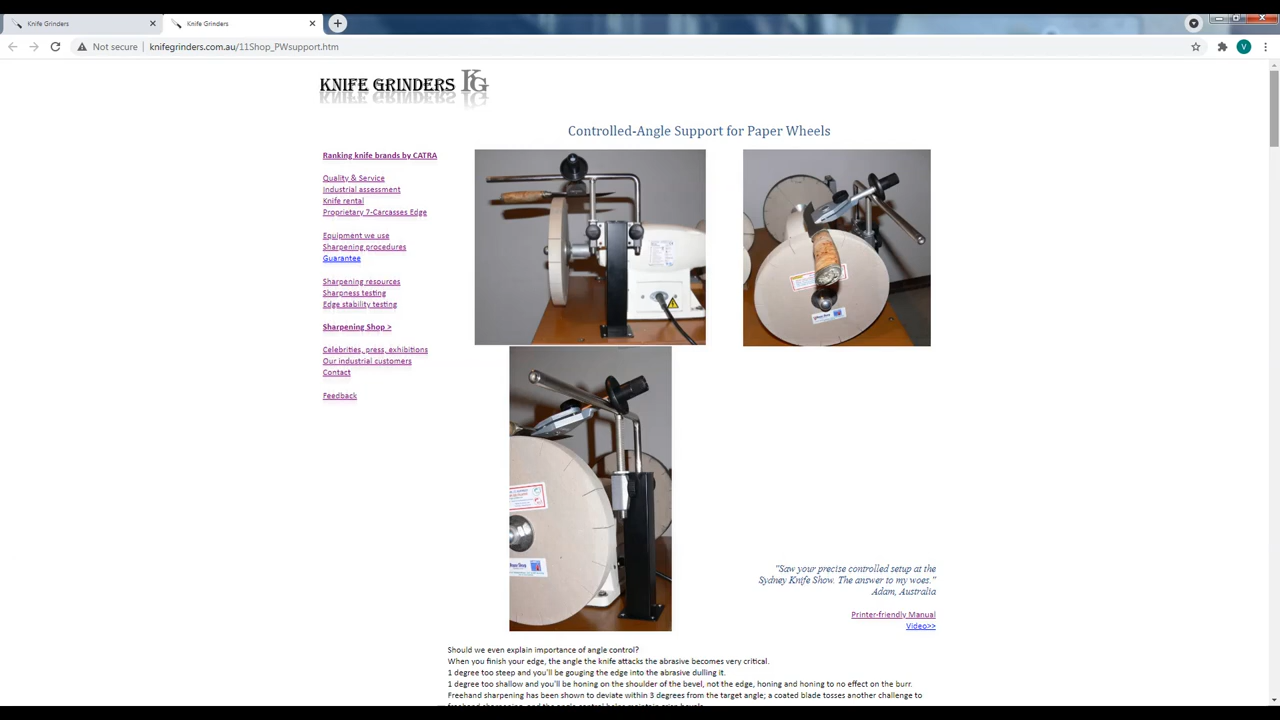 Knife Grinders
Knife Grinders
Not secure | knifegrinders.com.au/11Shop_PWsupport.htm
V
KNIFE GRINDERS KG
Controlled-Angle Support for Paper Wheels
Ranking knife brands by CATRA
Quality & Service
Industrial assessment
Knife rental
Proprietary 7-Carcasses Edge
Equipment we use
Sharpening procedures
Guarantee
Sharpening resources
Sharpness testing
Edge stability testing
Sharpening Shop >
Celebrities, press, exhibitions
Our industrial customers
Contact
Feedback
"Saw your precise controlled setup at the
Sydney Knife Show. The answer to my woes."
Adam, Australia
Printer-friendly Manual
Video>>
Should we even explain importance of angle control?
When you finish your edge, the angle the knife attacks the abrasive becomes very critical.
1 degree too steep and you'll be gouging the edge into the abrasive dulling it.
1 degree too shallow and you'll be honing on the shoulder of the bevel, not the edge, honing and honing to no effect on the burr.
Freehand sharpening has been shown to deviate within 3 degrees from the target angle; a coated blade tosses another challenge to